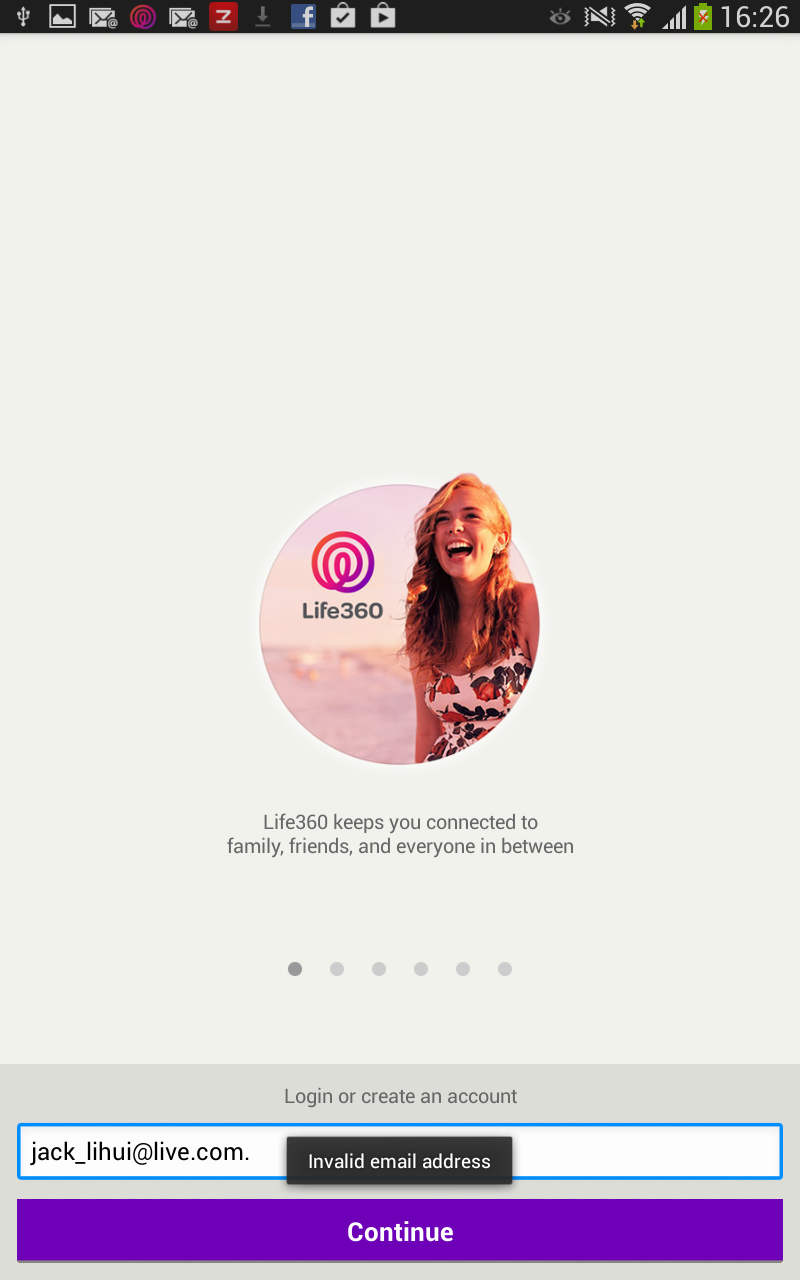 16:26
Life360
Life360 keeps you connected to
family, friends, and everyone in between
Login or create an account
jack_lihui@live.com.
Invalid email address
Continue